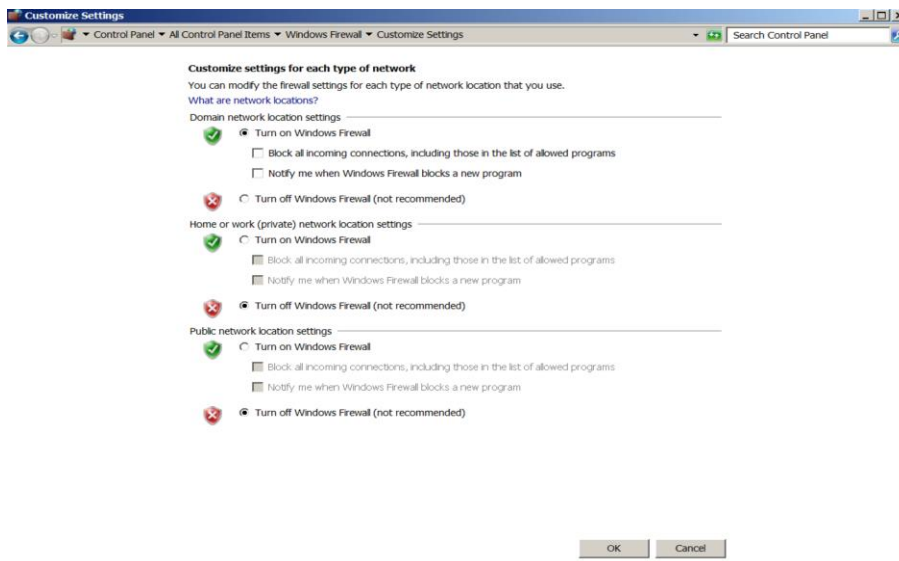 Customize Settings
Control Panel All Control Panel Items Windows Firewall Customize Settings Search Control Panel
Customize settings for each type of network
You can modify the firewall settings for each type of network location that you use.
What are network locations?
Domain network location settings
Turn on Windows Firewall
Block all incoming connections, including those in the list of allowed programs
Notify me when Windows Firewall blocks a new program
Turn off Windows Firewall (not recommended)
Home or work (private) network location settings
Turn on Windows Firewall
Block all incoming connections, including those in the list of allowed programs
Notify me when Windows Firewall blocks a new program
Turn off Windows Firewall (not recommended)
Public network location settings
Turn on Windows Firewall
Block all incoming connections, including those in the list of allowed programs
Notify me when Windows Firewall blocks a new program
Turn off Windows Firewall (not recommended)
OK Cancel